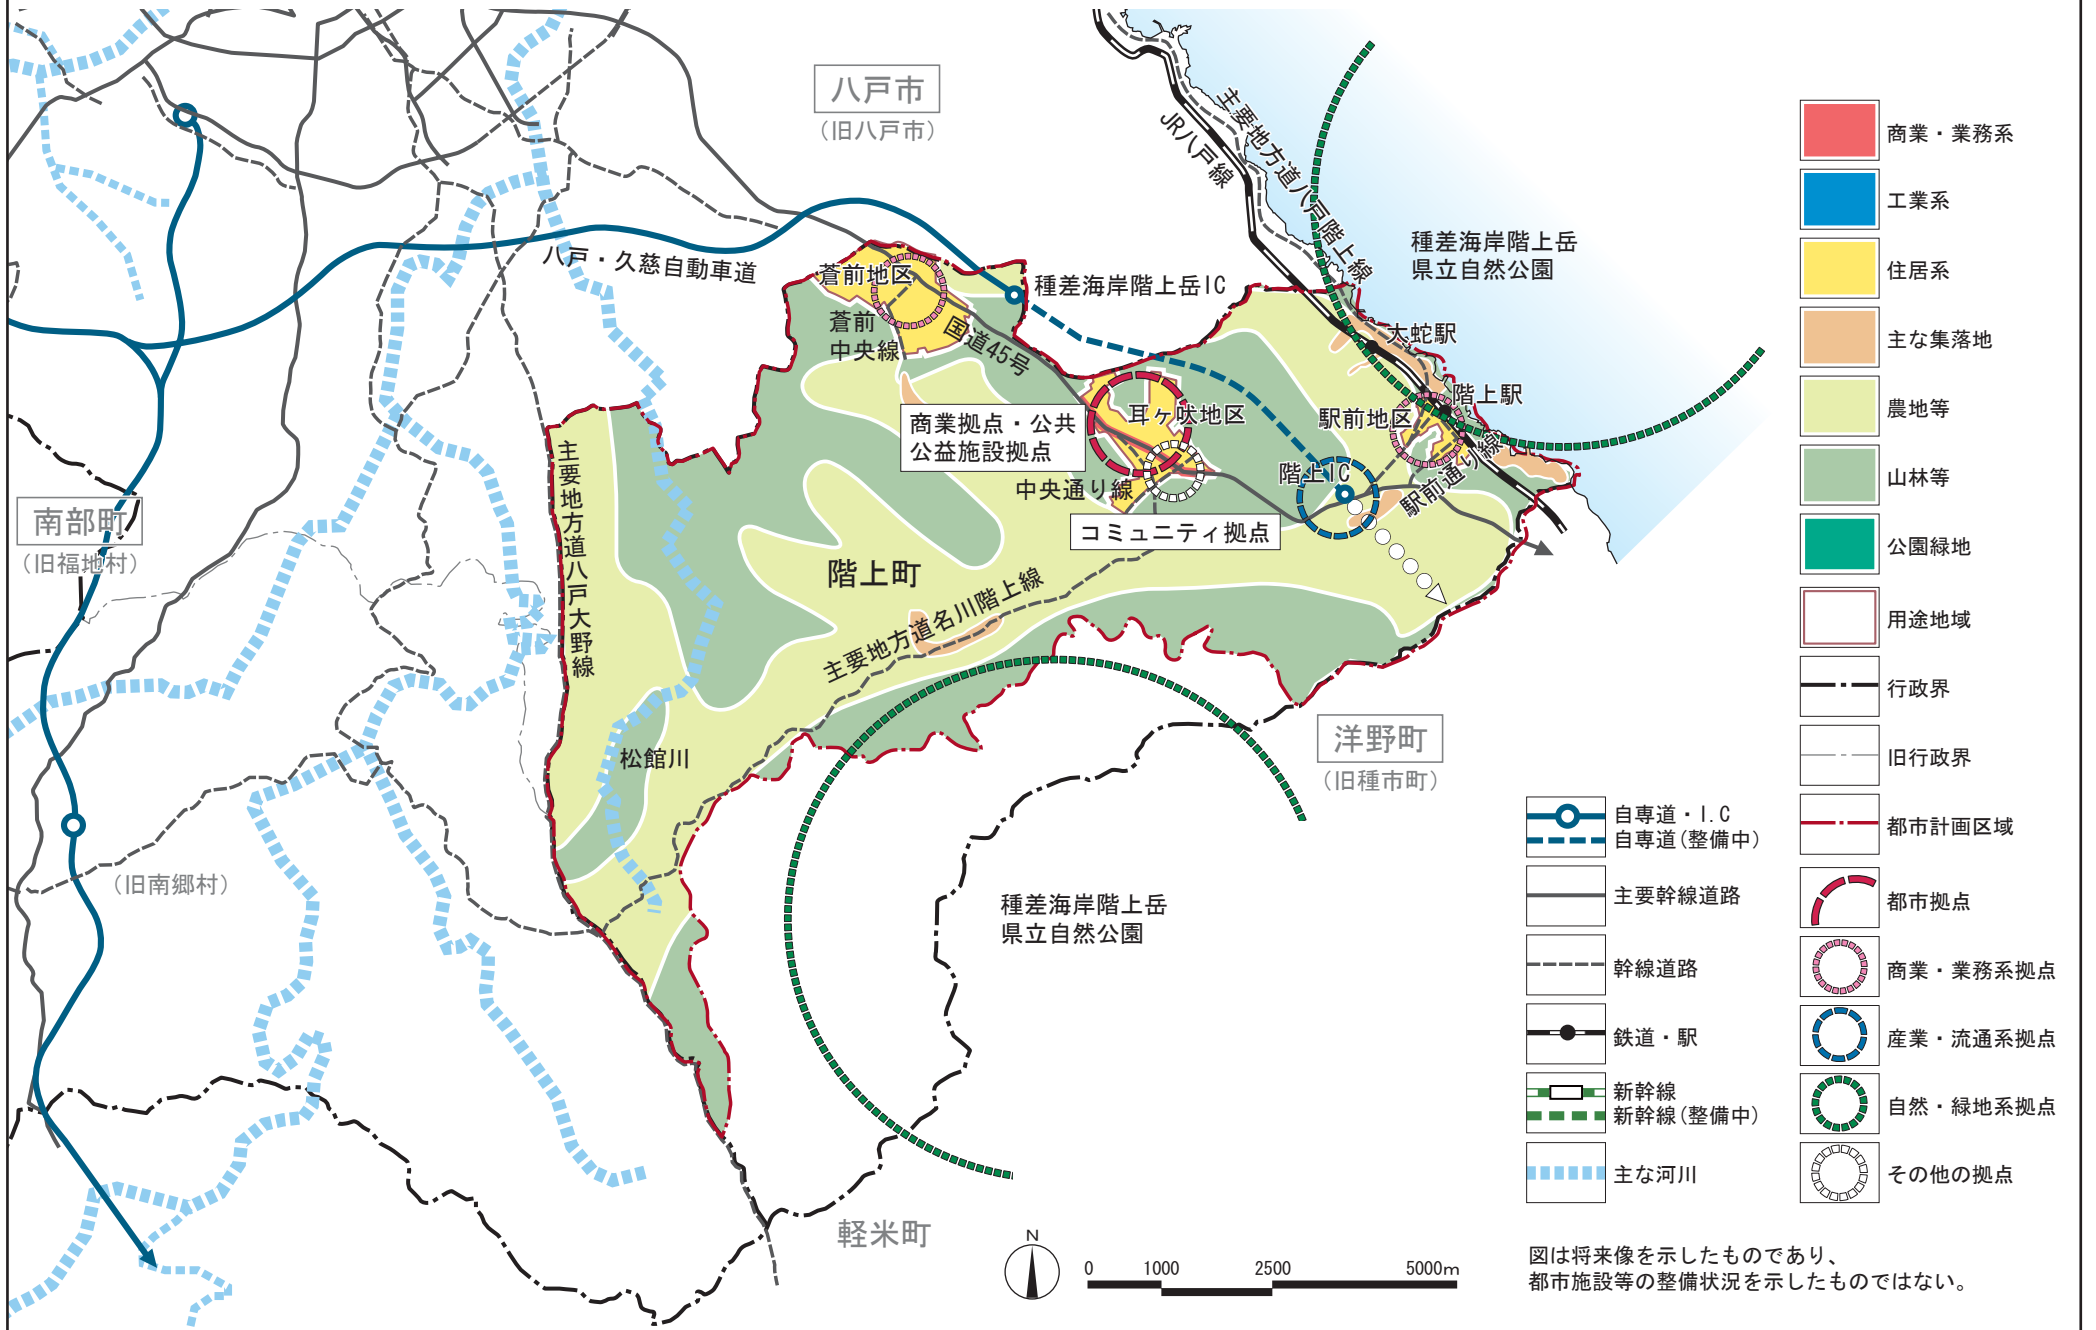 八戸市
(旧八戸市)
主要地方道八戸階上線
JR八戸線
種差海岸階上岳
県立自然公園
八戸・久慈自動車道
蒼前地区
種差海岸階上岳IC
蒼前
中央線
国道45号
大蛇駅
階上駅
駅前地区
耳ヶ吠地区
商業拠点・公共
公益施設拠点
階上IC
中央通り線
駅前通り線
コミュニティ拠点
主要地方道八戸大野線
南部町
(旧福地村)
階上町
主要地方道名川階上線
松館川
洋野町
(旧種市町)
(旧南郷村)
種差海岸階上岳
県立自然公園
軽米町
N
0 1000 2500 5000m
自専道・I.C
自専道(整備中)
主要幹線道路
幹線道路
鉄道・駅
新幹線
新幹線(整備中)
主な河川
商業・業務系
工業系
住居系
主な集落地
農地等
山林等
公園緑地
用途地域
行政界
旧行政界
都市計画区域
都市拠点
商業・業務系拠点
産業・流通系拠点
自然・緑地系拠点
その他の拠点
図は将来像を示したものであり、
都市施設等の整備状況を示したものではない。